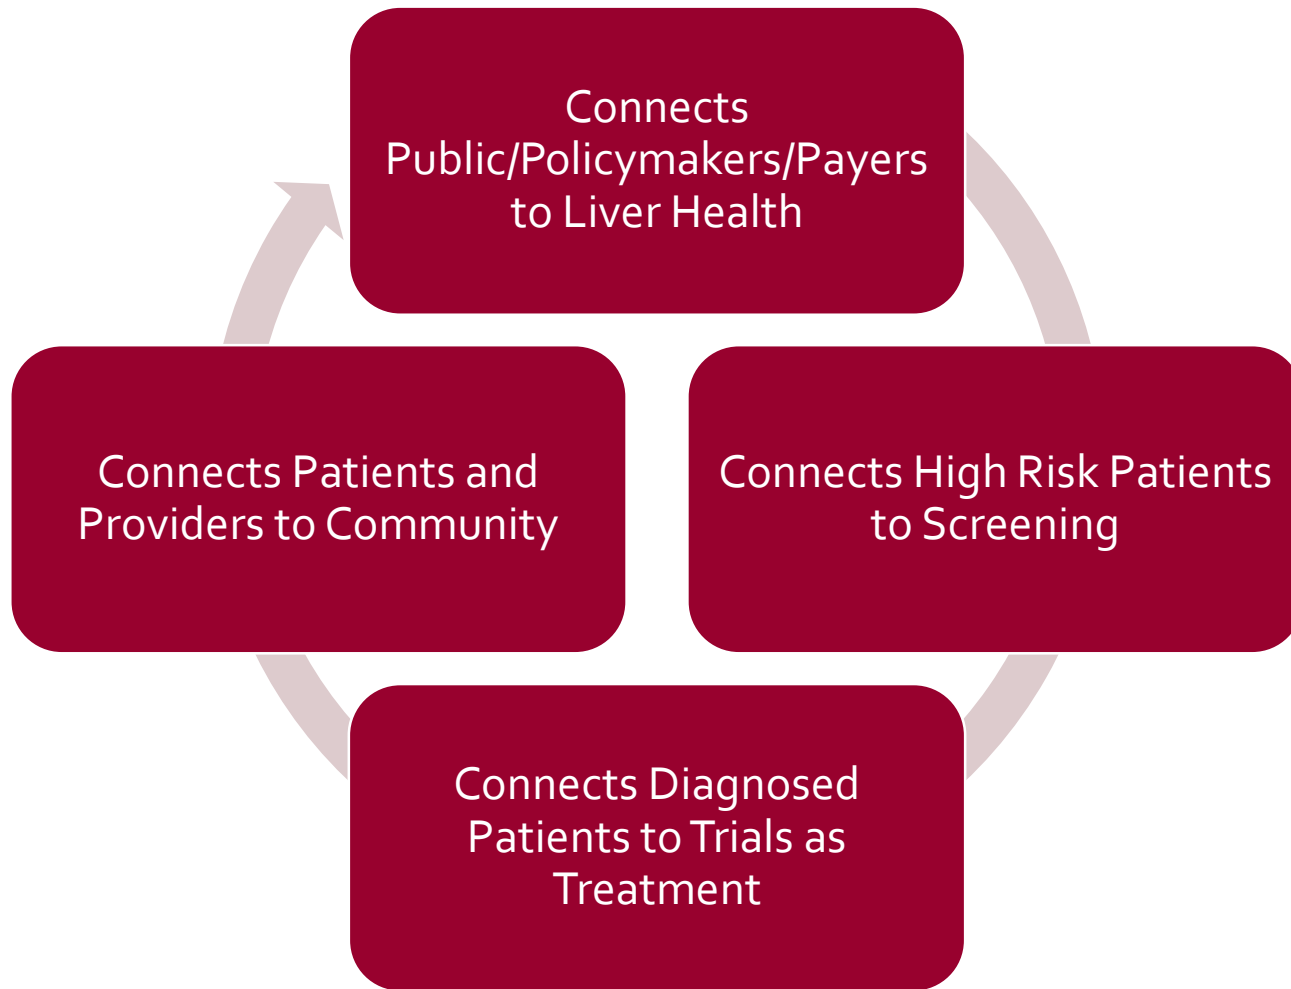 Connects
Public/Policymakers/Payers
to Liver Health
Connects High Risk Patients
to Screening
Connects Diagnosed
Patients to Trials as
Treatment
Connects Patients and
Providers to Community